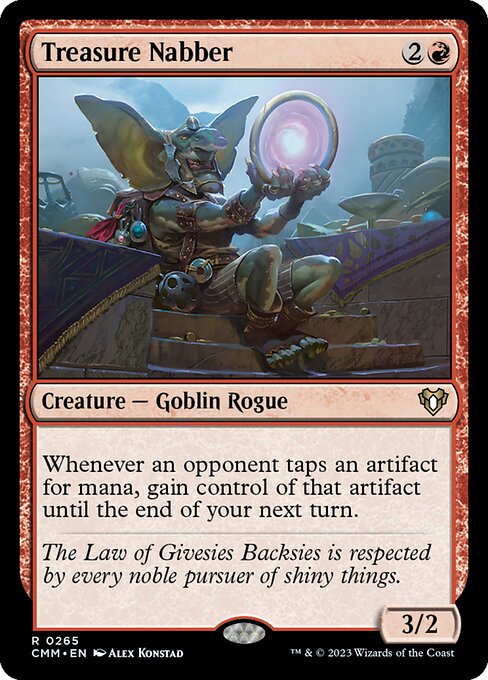 Treasure Nabber 2
Creature — Goblin Rogue
Whenever an opponent taps an artifact
for mana, gain control of that artifact
until the end of your next turn.
The Law of Givesies Backsies is respected
by every noble pursuer of shiny things.
3/2
R 0265
CMM • EN Alex Konstad
™ & © 2023 Wizards of the Coast